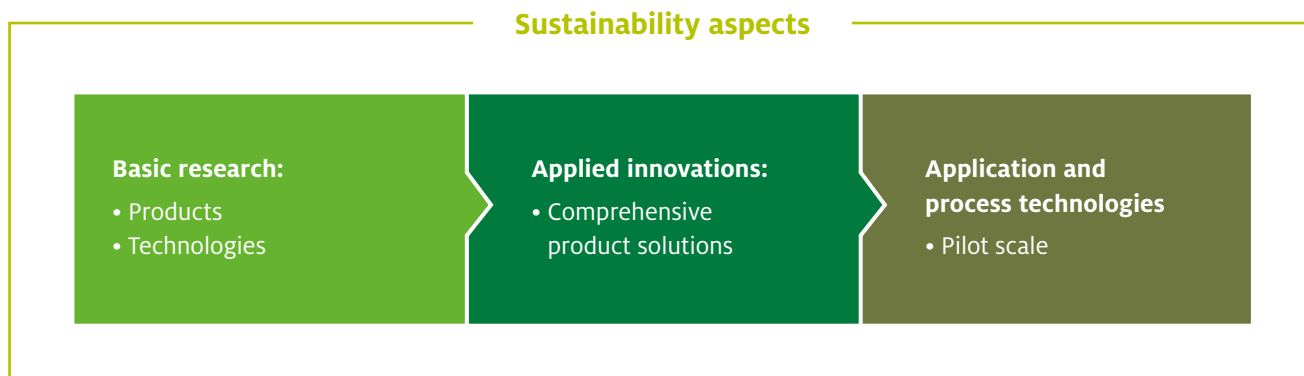 Sustainability aspects
Basic research:
• Products
• Technologies
Applied innovations:
• Comprehensive
product solutions
Application and
process technologies
• Pilot scale